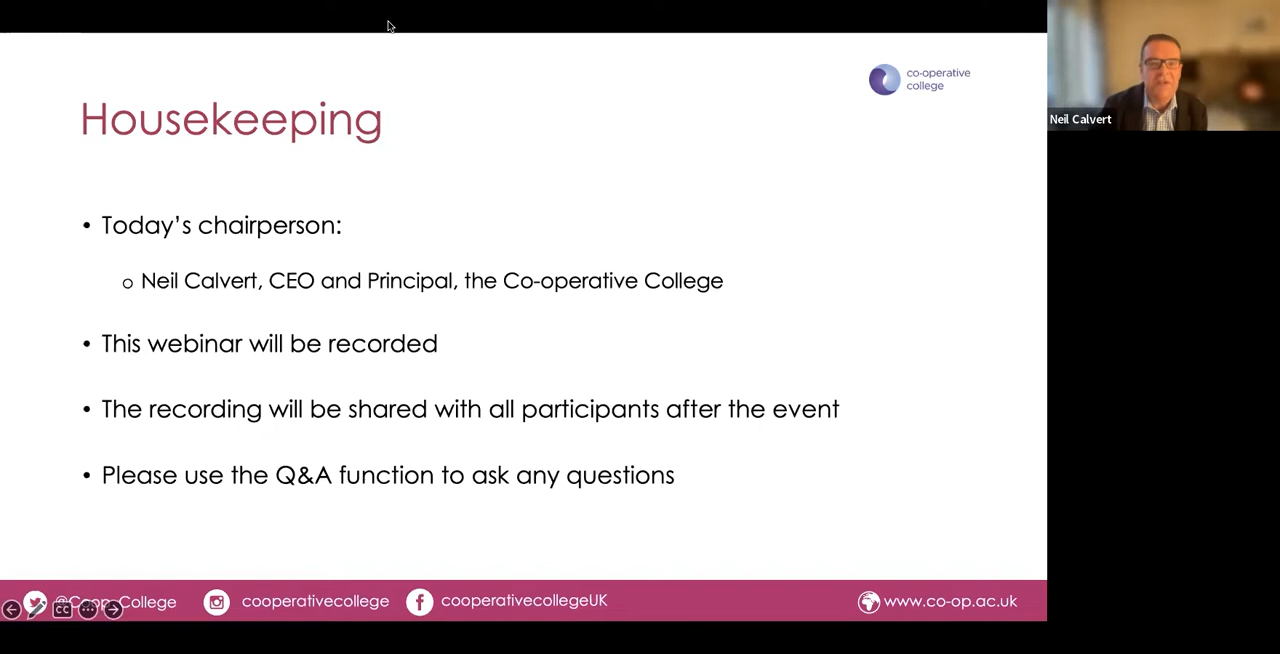 co-operative
college
Housekeeping
Neil Calvert
• Today’s chairperson:
o Neil Calvert, CEO and Principal, the Co-operative College
• This webinar will be recorded
• The recording will be shared with all participants after the event
• Please use the Q&A function to ask any questions
@Coop_College cooperativecollege cooperativecollegeUK www.co-op.ac.uk
CC